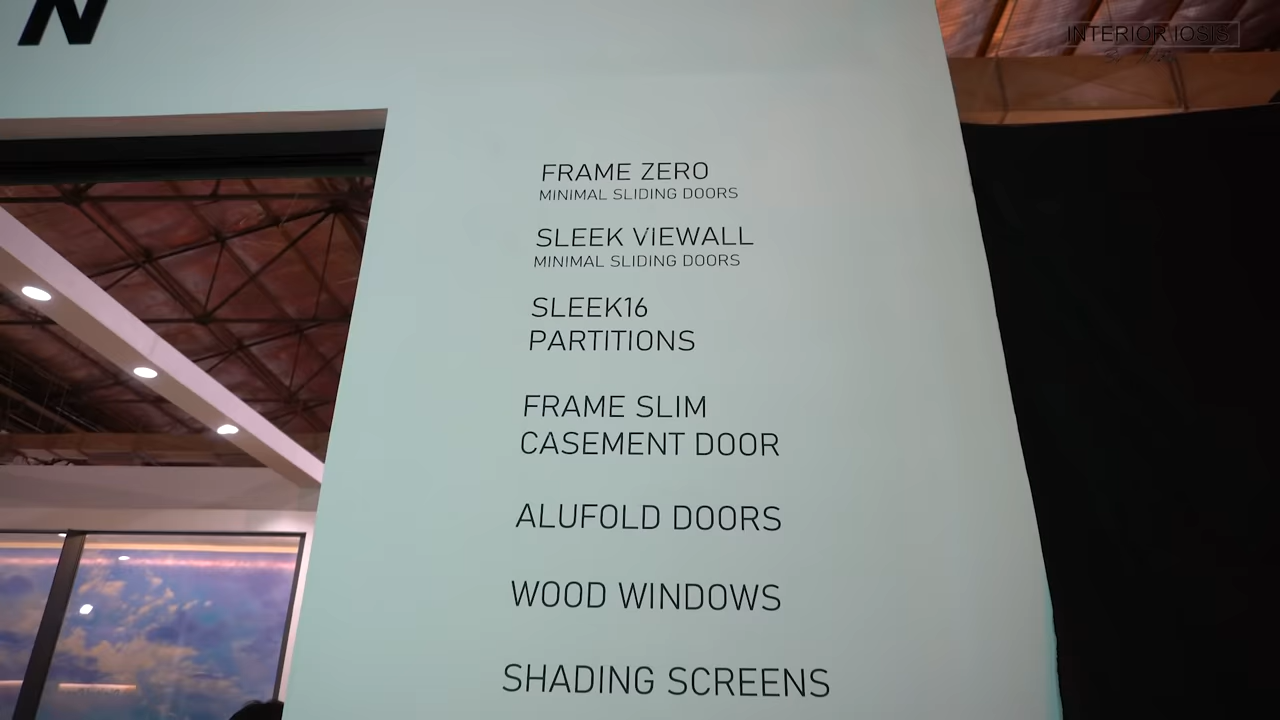 N
INTERIOR IOSIS
FRAME ZERO
MINIMAL SLIDING DOORS
SLEEK VIEWALL
MINIMAL SLIDING DOORS
SLEEK16
PARTITIONS
FRAME SLIM
CASEMENT DOOR
ALUFOLD DOORS
WOOD WINDOWS
SHADING SCREENS